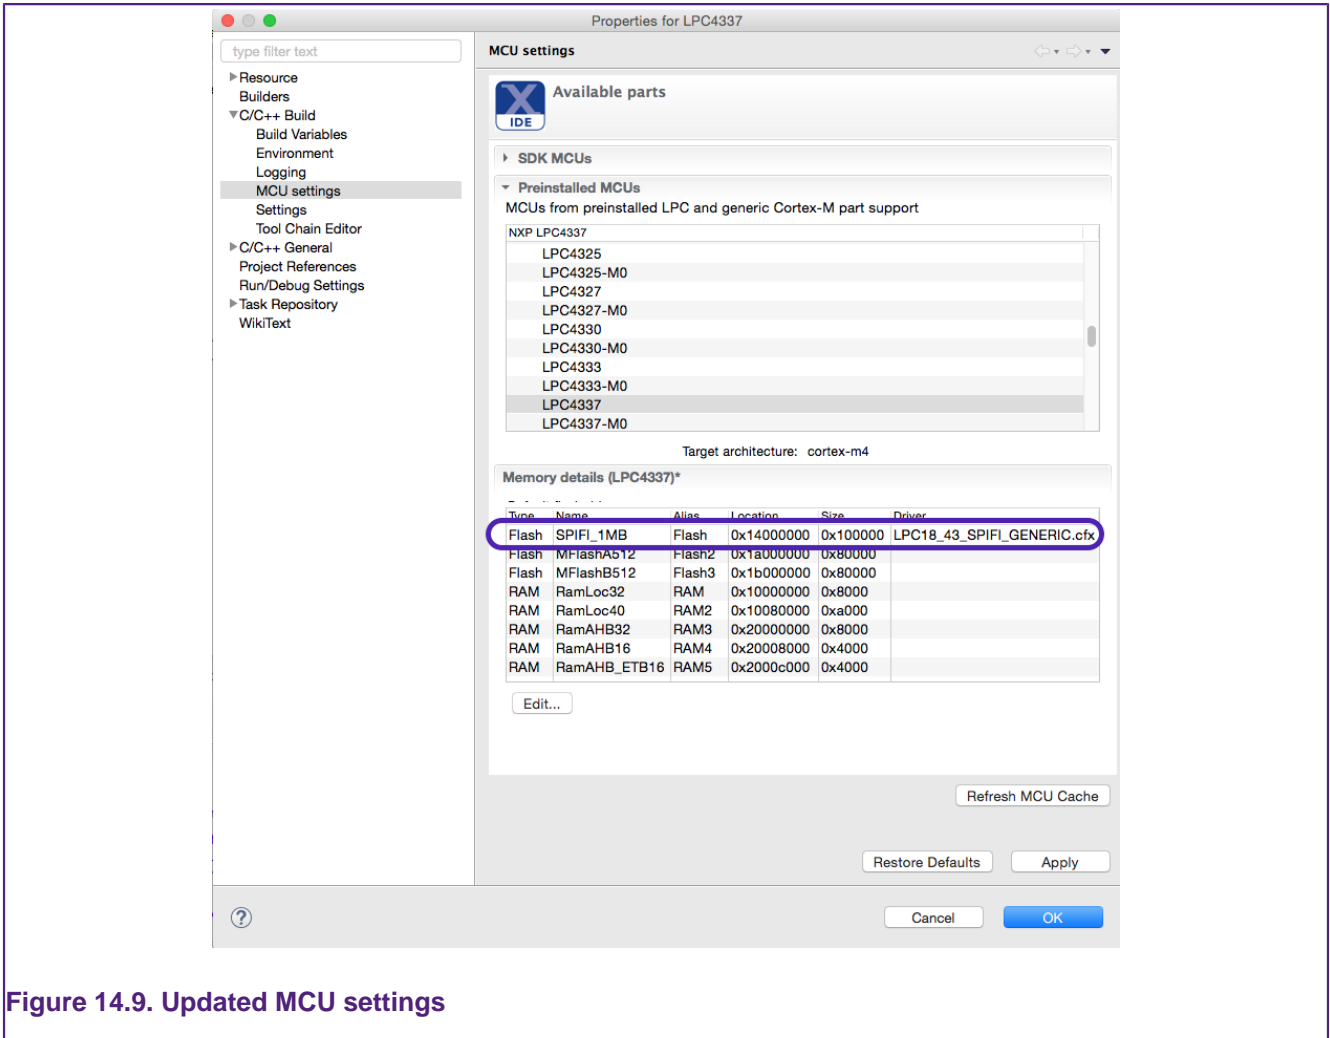 Properties for LPC4337
type filter text
Resource
Builders
C/C++ Build
Build Variables
Environment
Logging
MCU settings
Settings
Tool Chain Editor
C/C++ General
Project References
Run/Debug Settings
Task Repository
WikiText
MCU settings
IDE
Available parts
SDK MCUs
Preinstalled MCUs
MCUs from preinstalled LPC and generic Cortex-M part support
NXP LPC4337
LPC4325
LPC4325-M0
LPC4327
LPC4327-M0
LPC4330
LPC4330-M0
LPC4333
LPC4333-M0
LPC4337
LPC4337-M0
Target architecture: cortex-m4
Memory details (LPC4337)*
Type Name Alias Location Size Driver
Flash SPIFI_1MB Flash 0x14000000 0x100000 LPC18_43_SPIFI_GENERIC.cfx
Flash MFlashA512 Flash2 0x1a000000 0x80000
Flash MFlashB512 Flash3 0x1b000000 0x80000
RAM RamLoc32 RAM 0x10000000 0x8000
RAM RamLoc40 RAM2 0x10080000 0xa000
RAM RamAHB32 RAM3 0x20000000 0x8000
RAM RamAHB16 RAM4 0x20008000 0x4000
RAM RamAHB_ETB16 RAM5 0x2000c000 0x4000
Edit...
Refresh MCU Cache
Restore Defaults Apply
? Cancel OK
Figure 14.9. Updated MCU settings